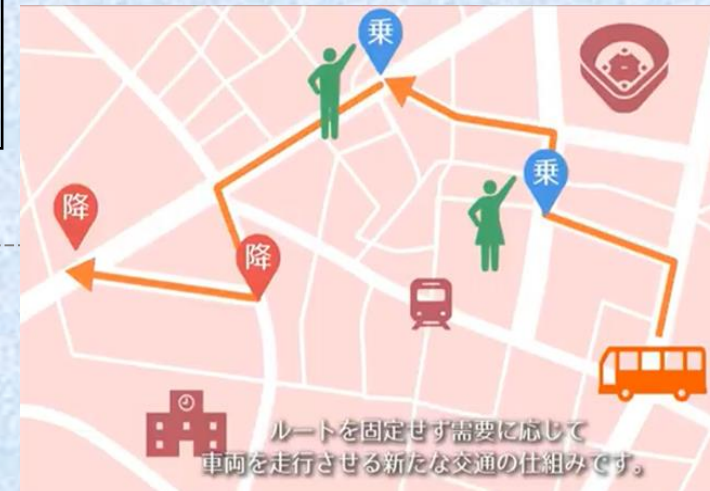 乗
乗
降
降
ルートを固定せず需要に応じて
車両を走行させる新たな交通の仕組みです。